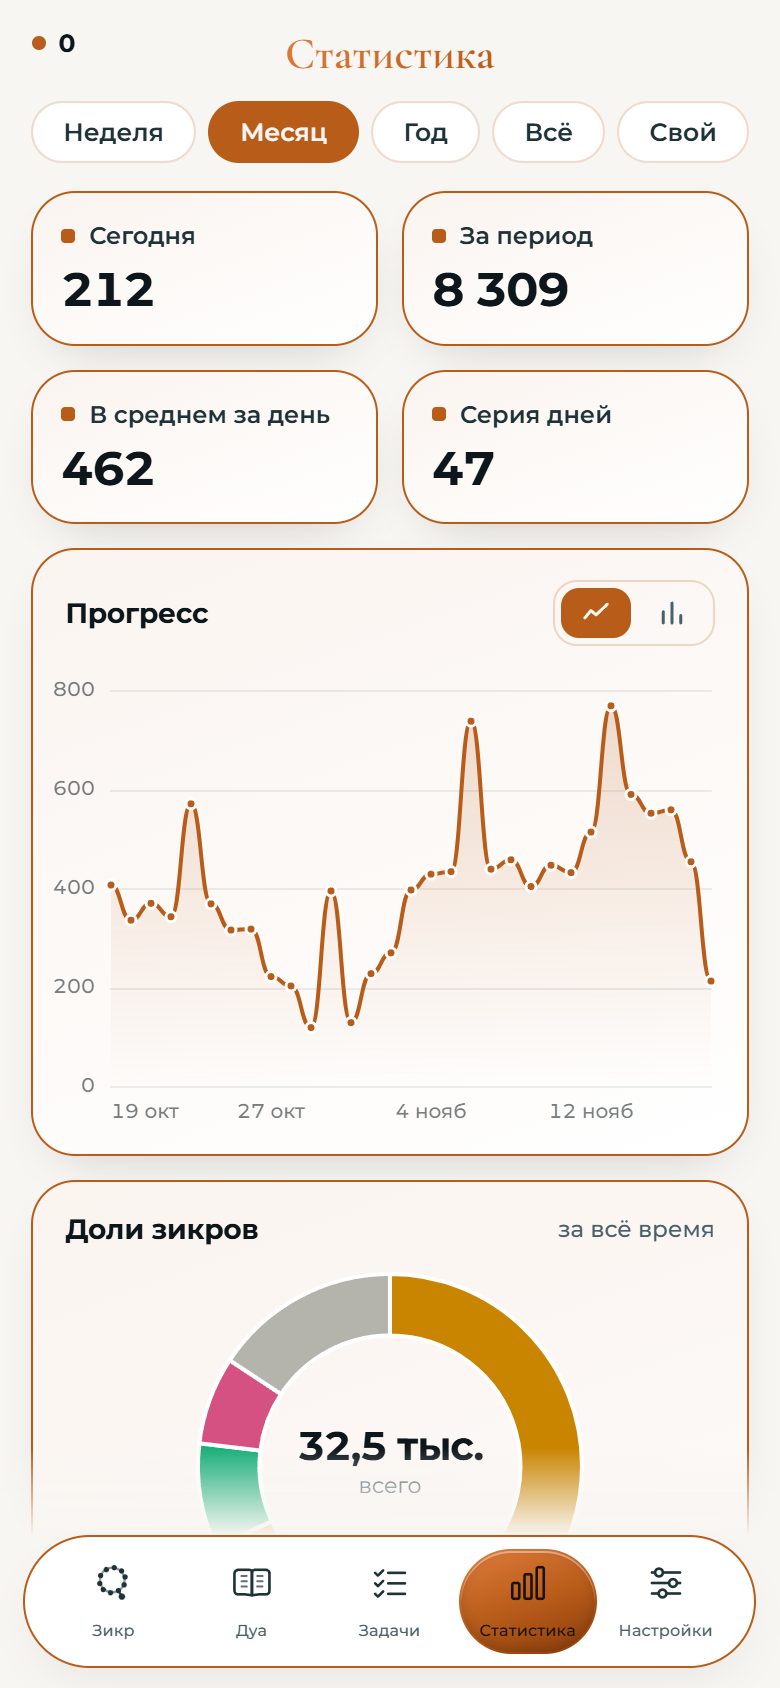 0
Статистика
Неделя Месяц Год Всё Свой
Сегодня
212
За период
8 309
В среднем за день
462
Серия дней
47
Прогресс
800
600
400
200
0
19 окт 27 окт 4 нояб 12 нояб
Доли зикров за всё время
32,5 тыс.
всего
Зикр Дуа Задачи Статистика Настройки